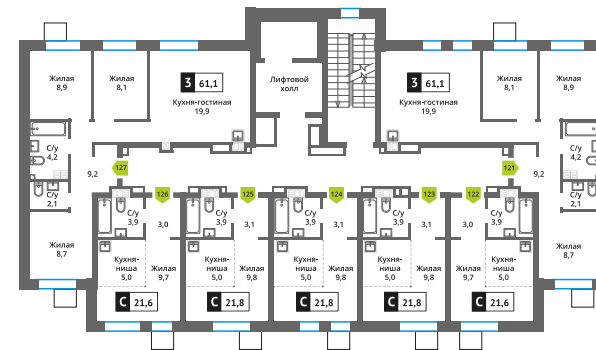 Жилая
8,9
Жилая
8,1
3 61,1
Кухня-гостиная
19,9
Лифтовой
холл
3 61,1
Кухня-гостиная
19,9
Жилая
8,1
Жилая
8,9
С/у
4,2
9,2
127
С/у
2,1
Жилая
8,7
121
9,2
С/у
4,2
С/у
2,1
Жилая
8,7
126
125
124
123
122
С/у
3,9
3,0
С/у
3,9
3,1
С/у
3,9
3,1
С/у
3,9
3,1
3,0
С/у
3,9
Кухня-
ниша
5,0
Жилая
9,7
Кухня-
ниша
5,0
Жилая
9,8
Кухня-
ниша
5,0
Жилая
9,8
Кухня-
ниша
5,0
Жилая
9,8
Жилая
9,7
Кухня-
ниша
5,0
С 21,6
С 21,8
С 21,8
С 21,8
С 21,6